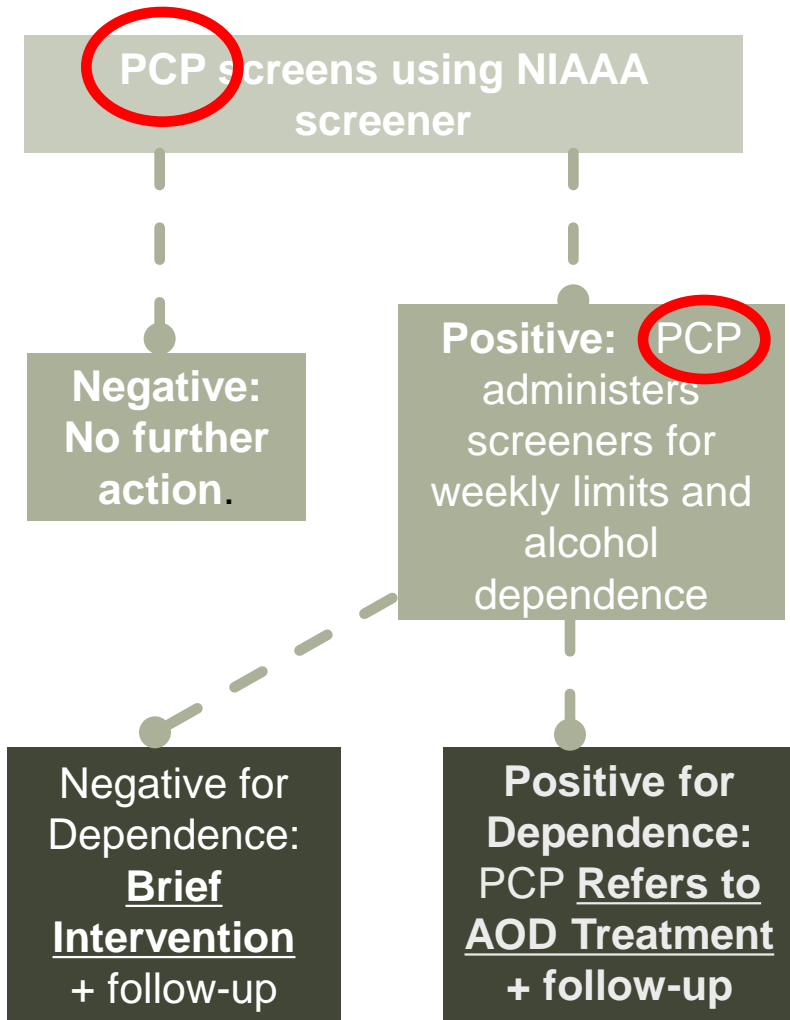 PCP screens using NIAAA
screener
Negative:
No further
action.
Positive: PCP
administers
screeners for
weekly limits and
alcohol
dependence
Negative for
Dependence:
Brief
Intervention
+ follow-up
Positive for
Dependence:
PCP Refers to
AOD Treatment
+ follow-up